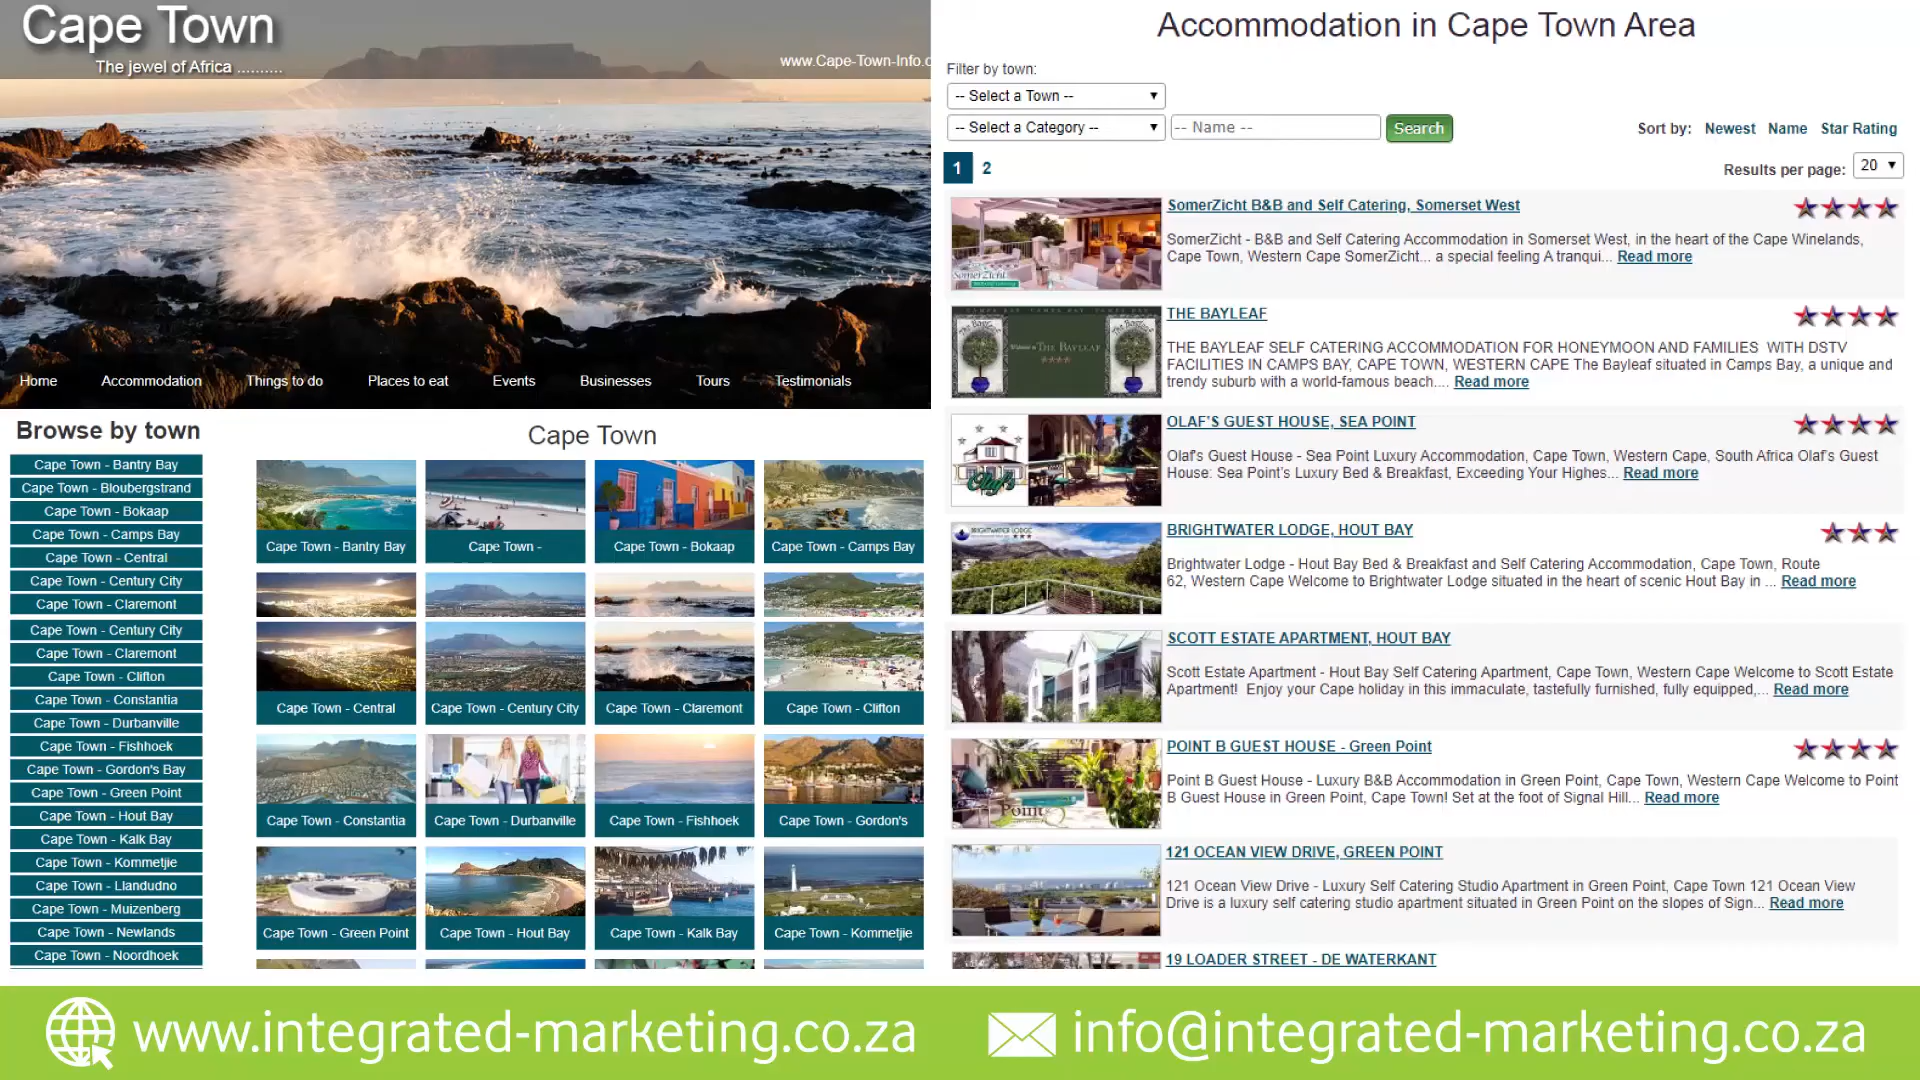 Cape Town
The jewel of Africa ..........
www.Cape-Town-Info.c
Home Accommodation Things to do Places to eat Events Businesses Tours Testimonials
Browse by town
Cape Town - Bantry Bay
Cape Town - Bloubergstrand
Cape Town - Bokaap
Cape Town - Camps Bay
Cape Town - Central
Cape Town - Century City
Cape Town - Claremont
Cape Town - Century City
Cape Town - Claremont
Cape Town - Clifton
Cape Town - Constantia
Cape Town - Durbanville
Cape Town - Fishhoek
Cape Town - Gordon's Bay
Cape Town - Green Point
Cape Town - Hout Bay
Cape Town - Kalk Bay
Cape Town - Kommetjie
Cape Town - Llandudno
Cape Town - Muizenberg
Cape Town - Newlands
Cape Town - Noordhoek
Cape Town
Cape Town - Bantry Bay
Cape Town -
Cape Town - Bokaap
Cape Town - Camps Bay
Cape Town - Central
Cape Town - Century City
Cape Town - Claremont
Cape Town - Clifton
Cape Town - Constantia
Cape Town - Durbanville
Cape Town - Fishhoek
Cape Town - Gordon's
Cape Town - Green Point
Cape Town - Hout Bay
Cape Town - Kalk Bay
Cape Town - Kommetjie
Accommodation in Cape Town Area
Filter by town:
-- Select a Town --
-- Select a Category -- -- Name -- Search
Sort by: Newest Name Star Rating
1 2
Results per page: 20
SomerZicht B&B and Self Catering, Somerset West
SomerZicht - B&B and Self Catering Accommodation in Somerset West, in the heart of the Cape Winelands,
Cape Town, Western Cape SomerZicht... a special feeling A tranqui... Read more
SomerZicht
THE BAYLEAF
THE BAYLEAF SELF CATERING ACCOMMODATION FOR HONEYMOON AND FAMILIES WITH DSTV
FACILITIES IN CAMPS BAY, CAPE TOWN, WESTERN CAPE The Bayleaf situated in Camps Bay, a unique and
trendy suburb with a world-famous beach.... Read more
The Bayleaf
Welcome to THE BAYLEAF
The Bayleaf
OLAF'S GUEST HOUSE, SEA POINT
Olaf's Guest House - Sea Point Luxury Accommodation, Cape Town, Western Cape, South Africa Olaf's Guest
House: Sea Point's Luxury Bed & Breakfast, Exceeding Your Highes... Read more
Olaf's
BRIGHTWATER LODGE, HOUT BAY
Brightwater Lodge - Hout Bay Bed & Breakfast and Self Catering Accommodation, Cape Town, Route
62, Western Cape Welcome to Brightwater Lodge situated in the heart of scenic Hout Bay in ... Read more
BRIGHTWATER LODGE
SCOTT ESTATE APARTMENT, HOUT BAY
Scott Estate Apartment - Hout Bay Self Catering Apartment, Cape Town, Western Cape Welcome to Scott Estate
Apartment! Enjoy your Cape holiday in this immaculate, tastefully furnished, fully equipped,... Read more
POINT B GUEST HOUSE - Green Point
Point B Guest House - Luxury B&B Accommodation in Green Point, Cape Town, Western Cape Welcome to Point
B Guest House in Green Point, Cape Town! Set at the foot of Signal Hill... Read more
Point
121 OCEAN VIEW DRIVE, GREEN POINT
121 Ocean View Drive - Luxury Self Catering Studio Apartment in Green Point, Cape Town 121 Ocean View
Drive is a luxury self catering studio apartment situated in Green Point on the slopes of Sign... Read more
19 LOADER STREET - DE WATERKANT
www.integrated-marketing.co.za
info@integrated-marketing.co.za